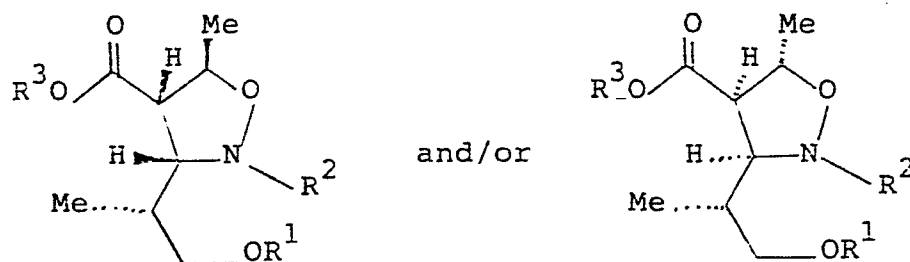 O Me O Me
R³O H O R³O H O
H N and/or H N
R² R²
Me Me
OR¹ OR¹